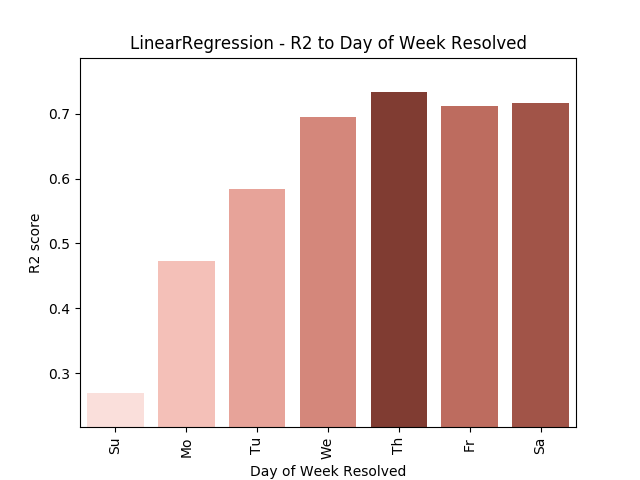 LinearRegression - R2 to Day of Week Resolved
R2 score
0.7
0.6
0.5
0.4
0.3
Su
Mo
Tu
We
Th
Fr
Sa
Day of Week Resolved